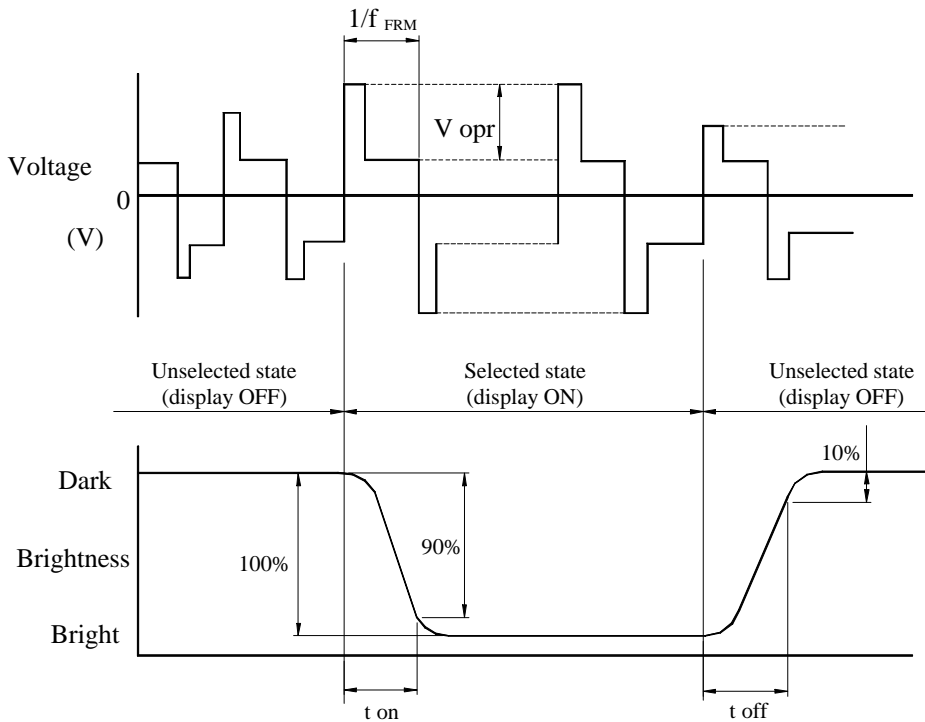 1/f FRM
V opr
Voltage
0
(V)
Unselected state
(display OFF)
Selected state
(display ON)
Unselected state
(display OFF)
10%
Dark
90%
100%
Brightness
Bright
t on
t off